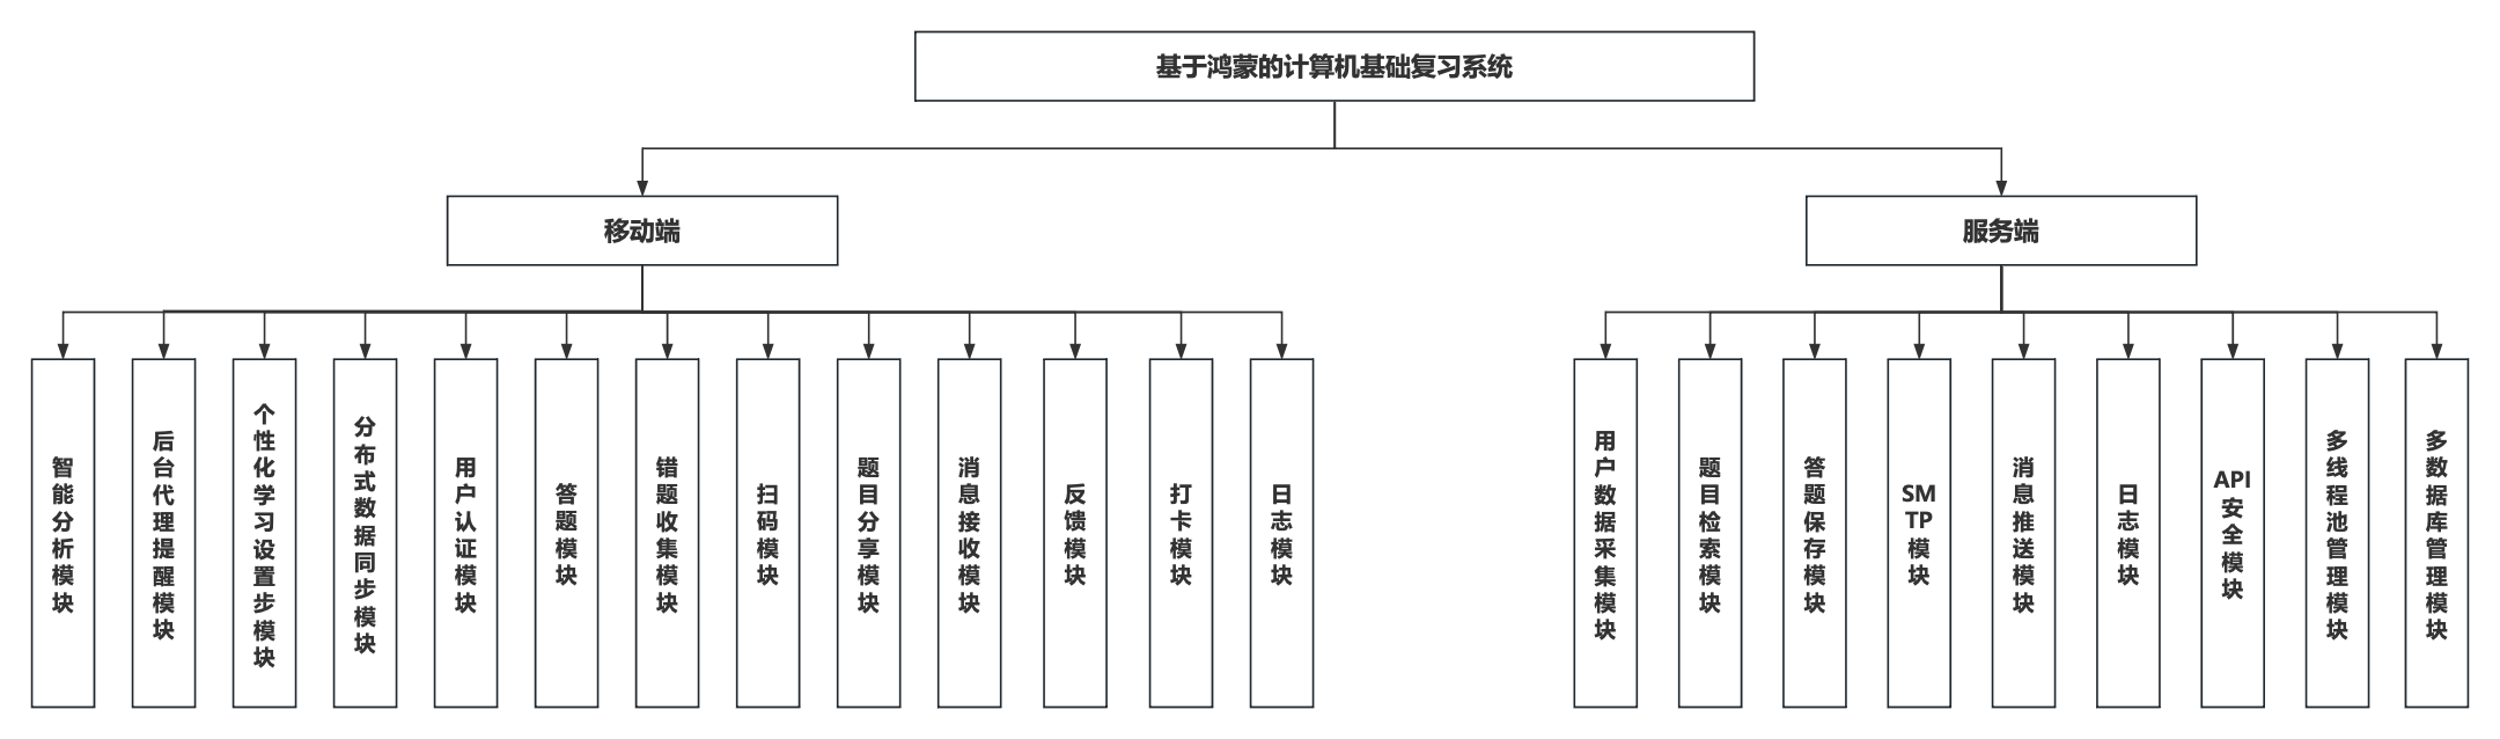 基于鸿蒙的计算机基础复习系统
移动端
服务端
智能分析模块
后台代理提醒模块
个性化学习设置步模块
分布式数据同步模块
用户认证模块
答题模块
错题收集模块
扫码模块
题目分享模块
消息接收模块
反馈模块
打卡模块
日志模块
用户数据采集模块
题目检索模块
答题保存模块
SMTP模块
消息推送模块
日志模块
API安全模块
多线程池管理模块
多数据库管理模块